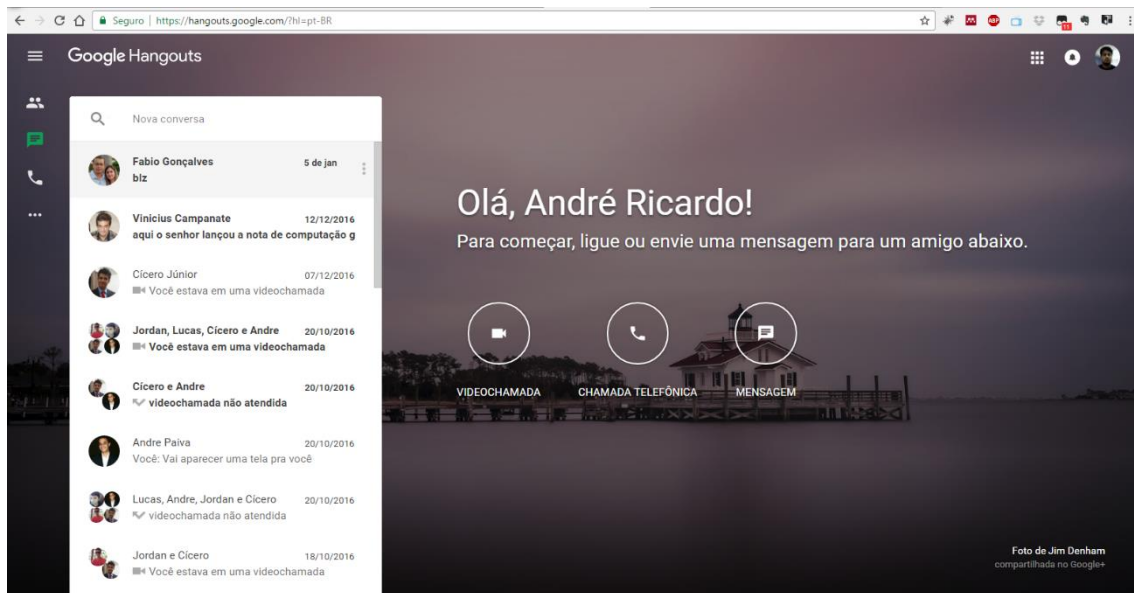 Seguro | https://hangouts.google.com/?hl=pt-BR
ABP
11
Google Hangouts
Nova conversa
Fabio Gonçalves 5 de jan
blz
Vinicius Campanate 12/12/2016
aqui o senhor lançou a nota de computação g
Cícero Júnior 07/12/2016
Você estava em uma videochamada
Jordan, Lucas, Cícero e Andre 20/10/2016
Você estava em uma videochamada
Cícero e Andre 20/10/2016
videochamada não atendida
Andre Paiva 20/10/2016
Você: Vai aparecer uma tela pra você
Lucas, Andre, Jordan e Cícero 20/10/2016
videochamada não atendida
Jordan e Cícero 18/10/2016
Você estava em uma videochamada
Olá, André Ricardo!
Para começar, ligue ou envie uma mensagem para um amigo abaixo.
VIDEOCHAMADA CHAMADA TELEFÔNICA MENSAGEM
Foto de Jim Denham
compartilhada no Google+